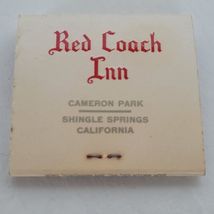 Red Coach
Inn
CAMERON PARK
SHINGLE SPRINGS
CALIFORNIA